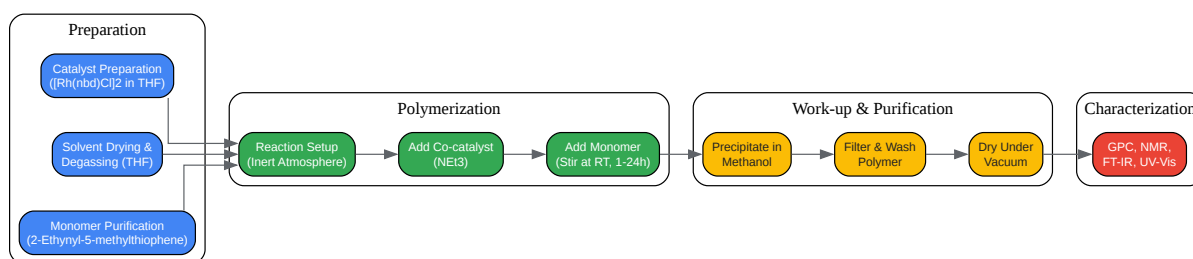 Preparation
Catalyst Preparation
([Rh(nbd)Cl]2 in THF)
Solvent Drying &
Degassing (THF)
Monomer Purification
(2-Ethynyl-5-methylthiophene)
Polymerization
Reaction Setup
(Inert Atmosphere)
Add Co-catalyst
(NEt3)
Add Monomer
(Stir at RT, 1-24h)
Work-up & Purification
Precipitate in
Methanol
Filter & Wash
Polymer
Dry Under
Vacuum
Characterization
GPC, NMR,
FT-IR, UV-Vis